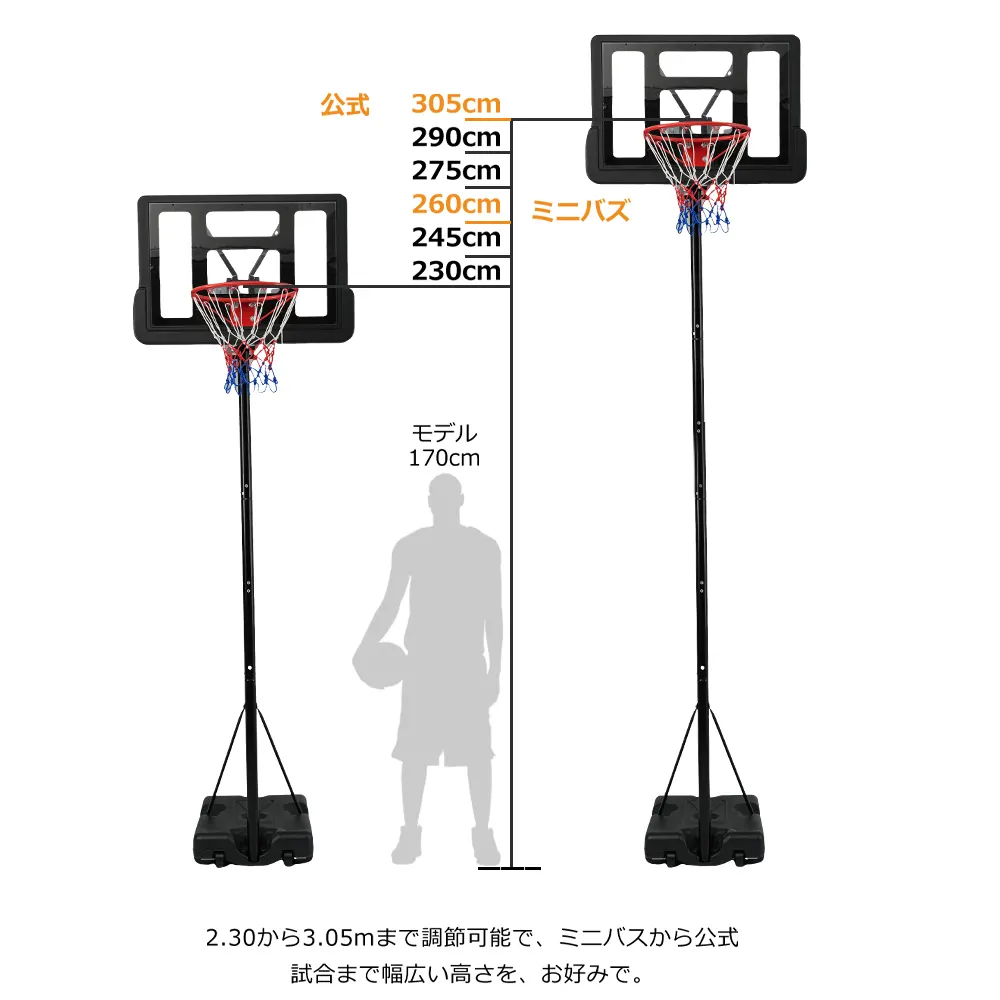 公式 305cm
290cm
275cm
260cm ミニバズ
245cm
230cm
モデル
170cm
2.30から3.05mまで調節可能で、ミニバスから公式
試合まで幅広い高さを、お好みで。